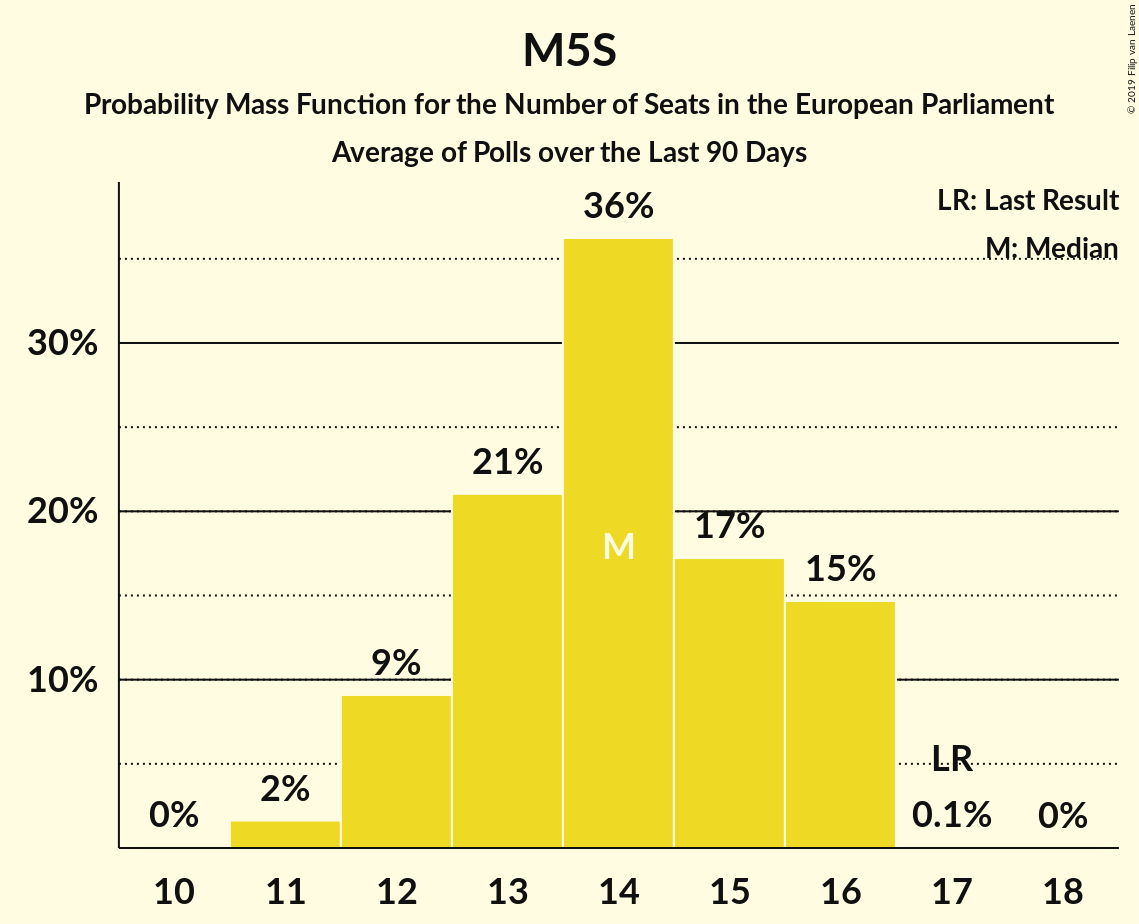 M5S
Probability Mass Function for the Number of Seats in the European Parliament
Average of Polls over the Last 90 Days
© 2019 Filip van Laenen
LR: Last Result
M: Median
36%
30%
21%
20%
17%
M
15%
9%
10%
LR
2%
0%
0.1%
0%
10 11 12 13 14 15 16 17 18